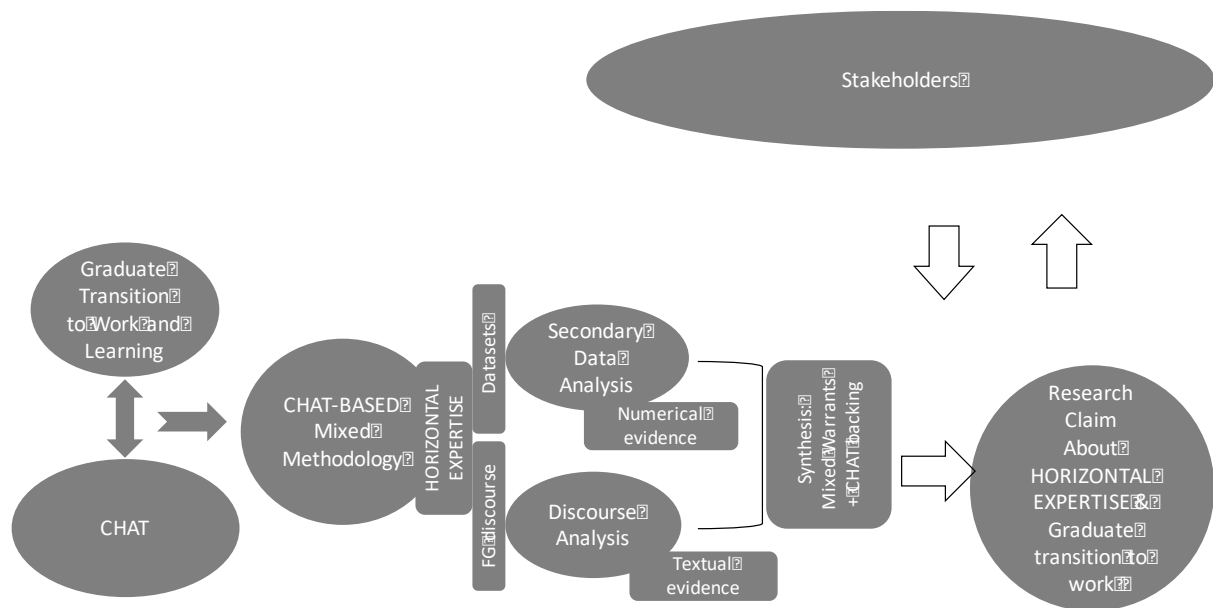 Stakeholders
Graduate
Transition
to Work and
Learning
CHAT
CHAT-BASED
Mixed
Methodology
HORIZONTAL
EXPERTISE
Datasets
FG discourse
Secondary
Data
Analysis
Numerical
evidence
Discourse
Analysis
Textual
evidence
Synthesis:
Mixed Warrants
+ CHAT backing
Research
Claim
About
HORIZONTAL
EXPERTISE &
Graduate
transition to
work